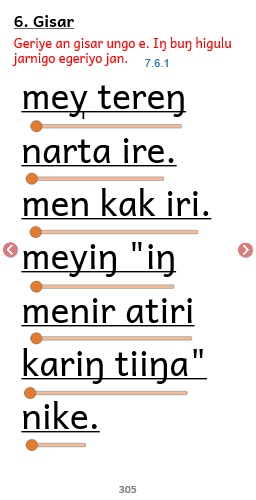 6. Gisar
Geriye an gisar ungo e. Iŋ buŋ higulu
jarnigo egeriyo jan.
7.6.1
mey tereŋ
narta ire.
men kak iri.
meyiŋ "iŋ
menir atiri
kariŋ tiiŋa"
nike.
305